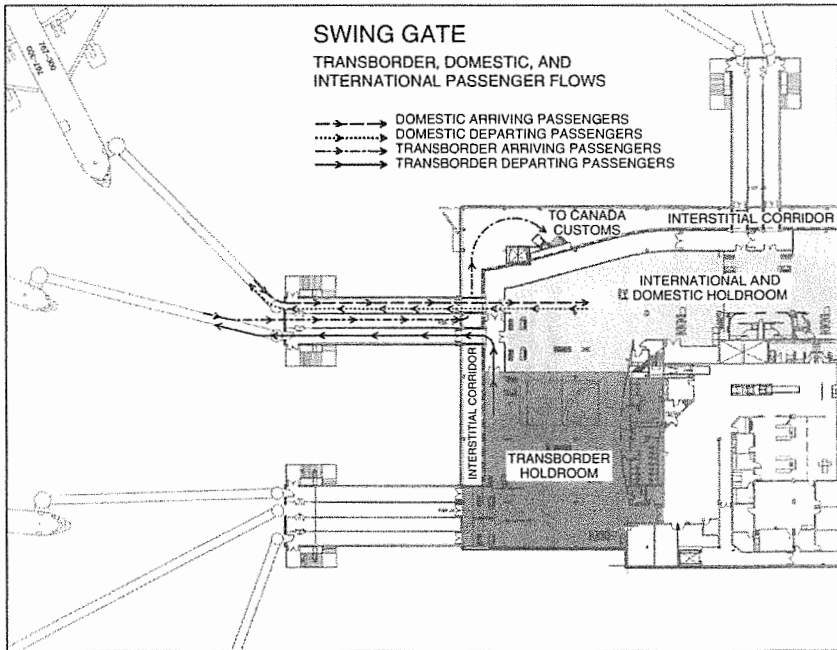 SWING GATE
TRANSBORDER, DOMESTIC, AND
INTERNATIONAL PASSENGER FLOWS
DOMESTIC ARRIVING PASSENGERS
DOMESTIC DEPARTING PASSENGERS
TRANSBORDER ARRIVING PASSENGERS
TRANSBORDER DEPARTING PASSENGERS
TO CANADA
CUSTOMS
INTERSTITIAL CORRIDOR
INTERNATIONAL AND
DOMESTIC HOLDROOM
INTERSTITIAL CORRIDOR
TRANSBORDER
HOLDROOM